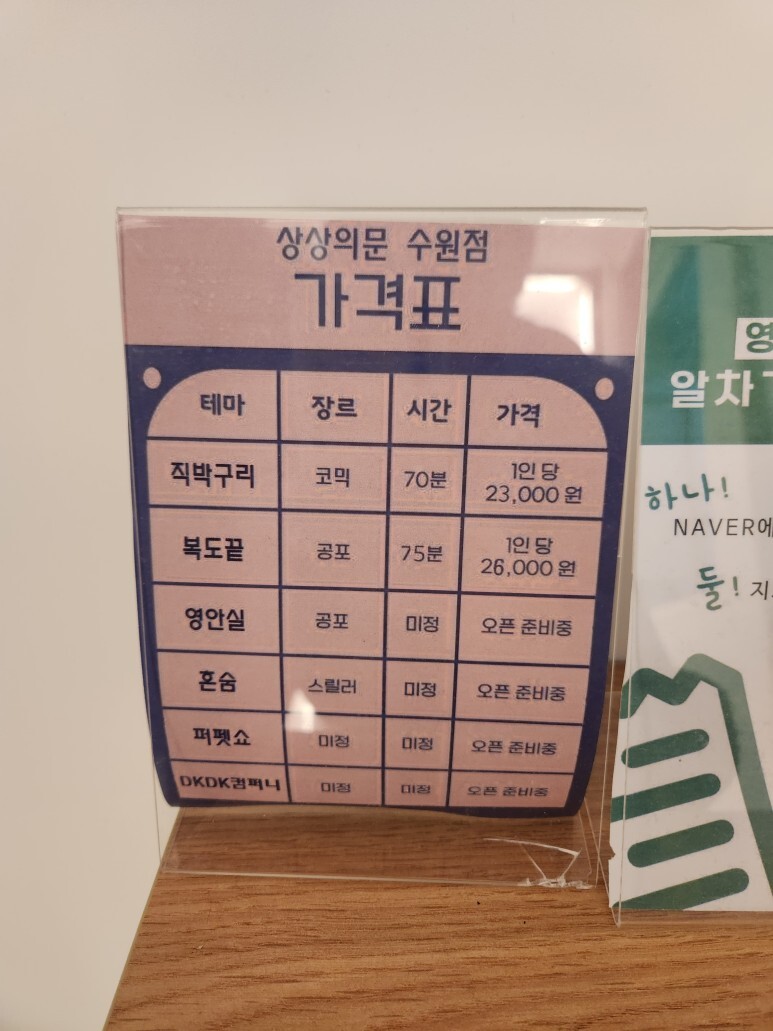 상상의문 수원점
가격표
테마 장르 시간 가격
직박구리 코믹 70분 1인 당 23,000 원
복도끝 공포 75분 1인 당 26,000 원
영안실 공포 미정 오픈 준비중
혼숨 스릴러 미정 오픈 준비중
퍼펫쇼 미정 미정 오픈 준비중
DKDK컴퍼니 미정 미정 오픈 준비중
영
알차
하나!
NAVER에
둘! 지